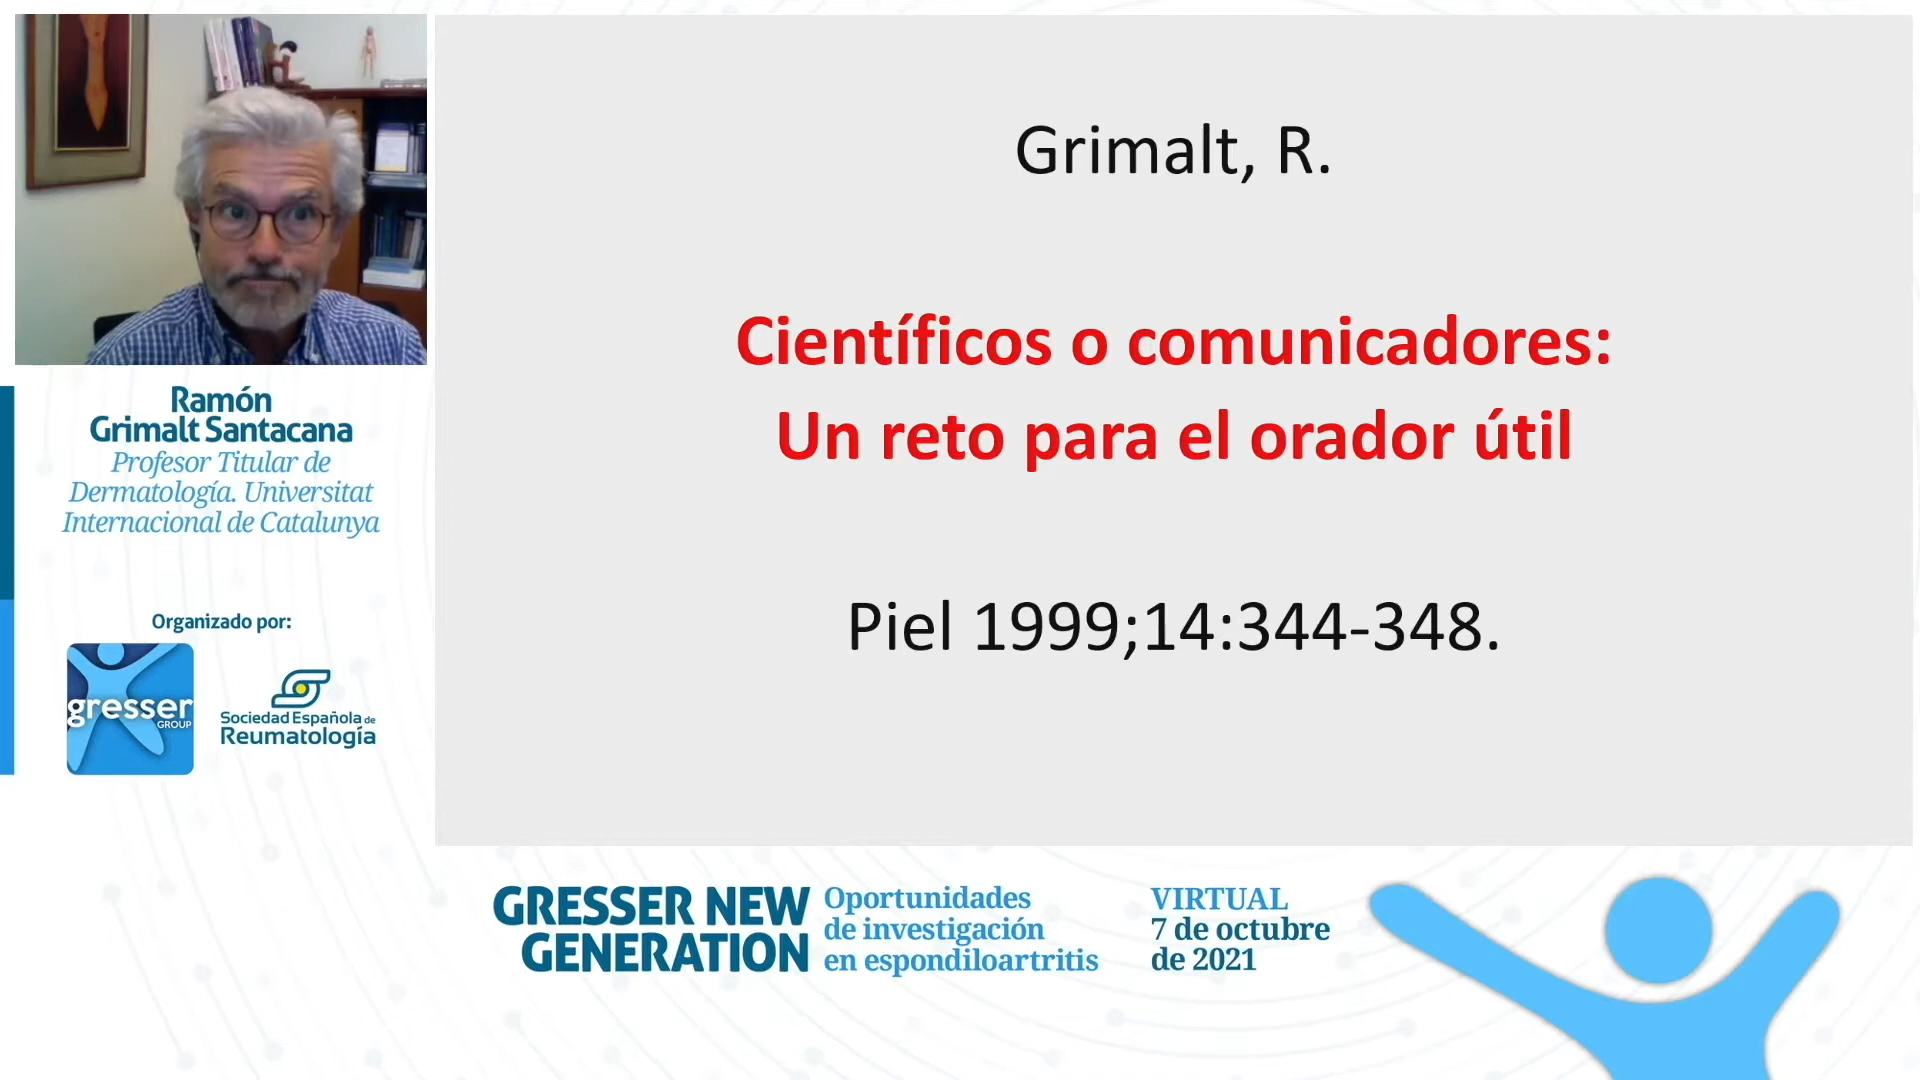 Ramón
Grimalt Santacana
Profesor Titular de
Dermatología. Universitat
Internacional de Catalunya
Organizado por:
gresser
GROUP
Sociedad Española de
Reumatología
Grimalt, R.
Científicos o comunicadores:
Un reto para el orador útil
Piel 1999;14:344-348.
GRESSER NEW
GENERATION
Oportunidades
de investigación
en espondiloartritis
VIRTUAL
7 de octubre
de 2021